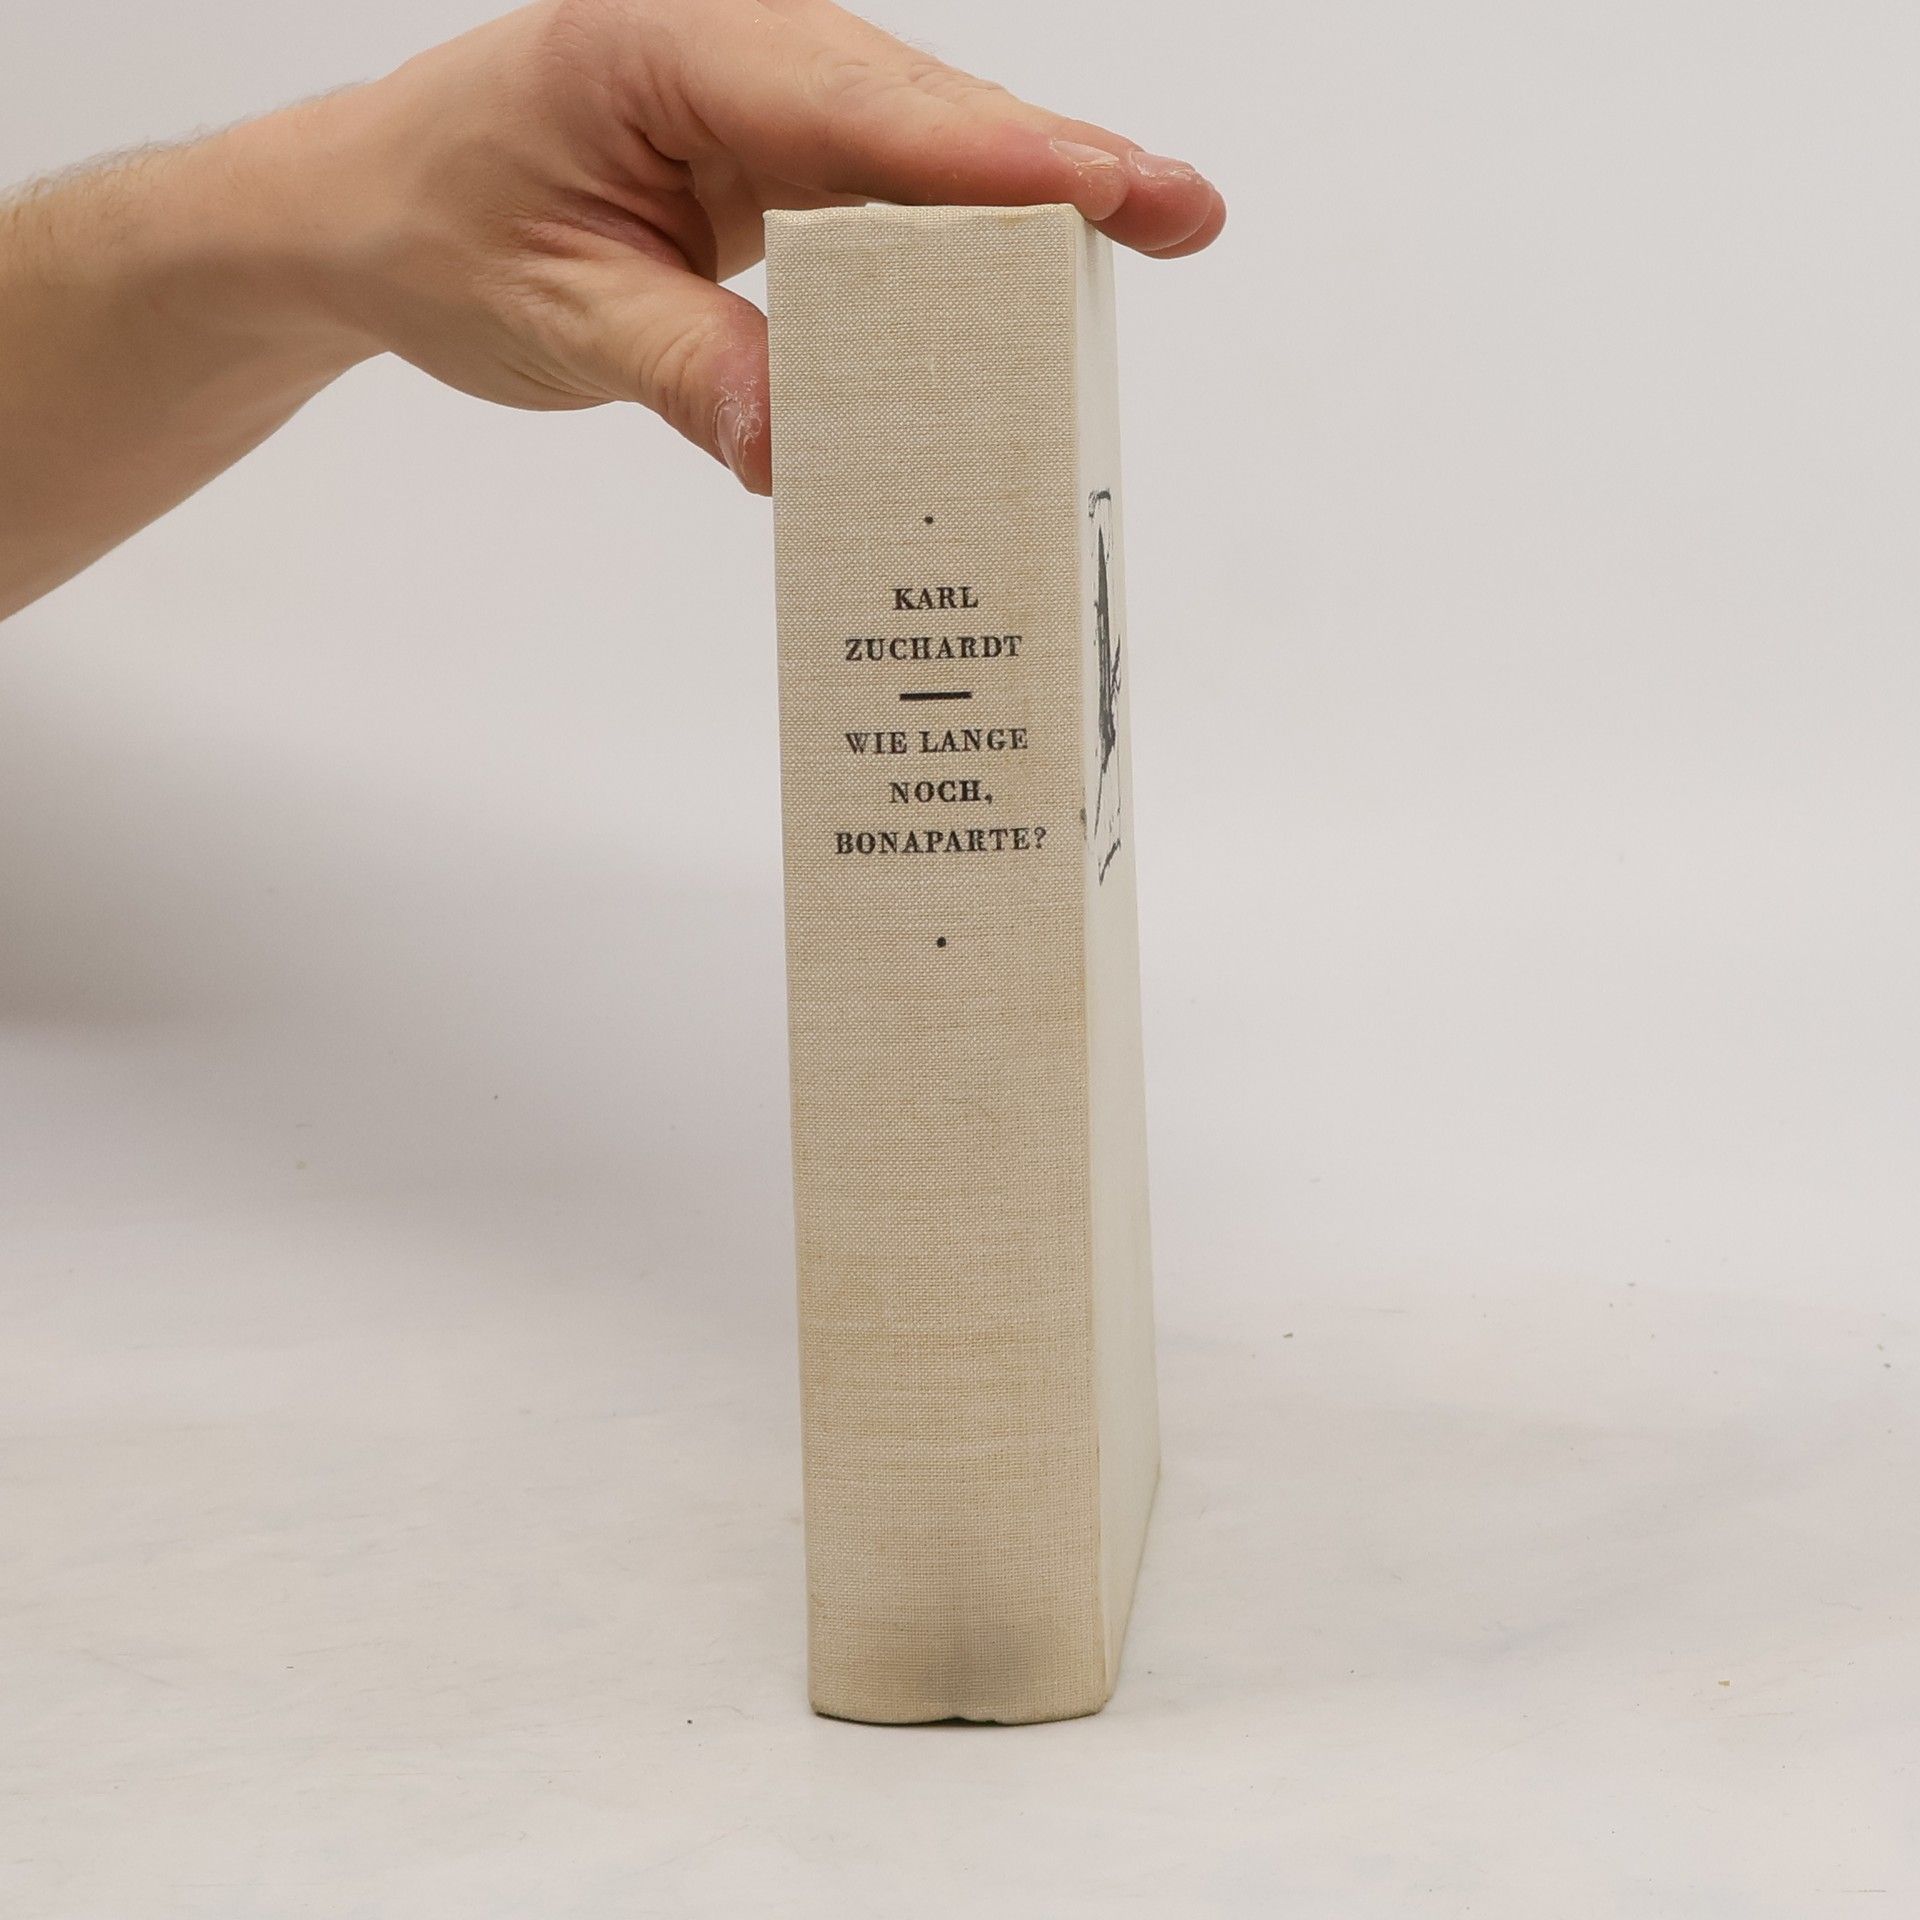 KARL
ZUCHARDT
WIE LANGE
NOCH,
BONAPARTE?